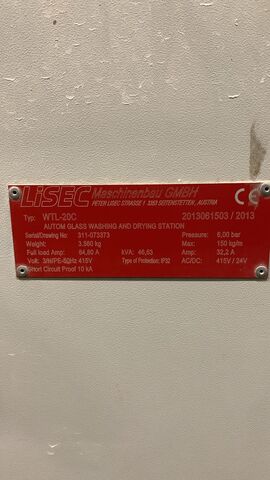 LiSEC Maschinenbau GMBH CE
PETER LISEC STRASSE 1 3353 SEITENSTETTEN, AUSTRIA
Typ: WTL-20C 2013061503 / 2013
AUTOM GLASS WASHING AND DRYING STATION
Serial/Drawing No: 311-073373 Pressure: 6,00 bar
Weight: 3.560 kg Max: 150 kg/m
Full load Amp: 64,80 A kVA: 46,63 Amp: 32,2 A
Volt: 3/N/PE~50Hz 415V Type of Protection: IP32 AC/DC: 415V / 24V
Short Circuit Proof 10 kA